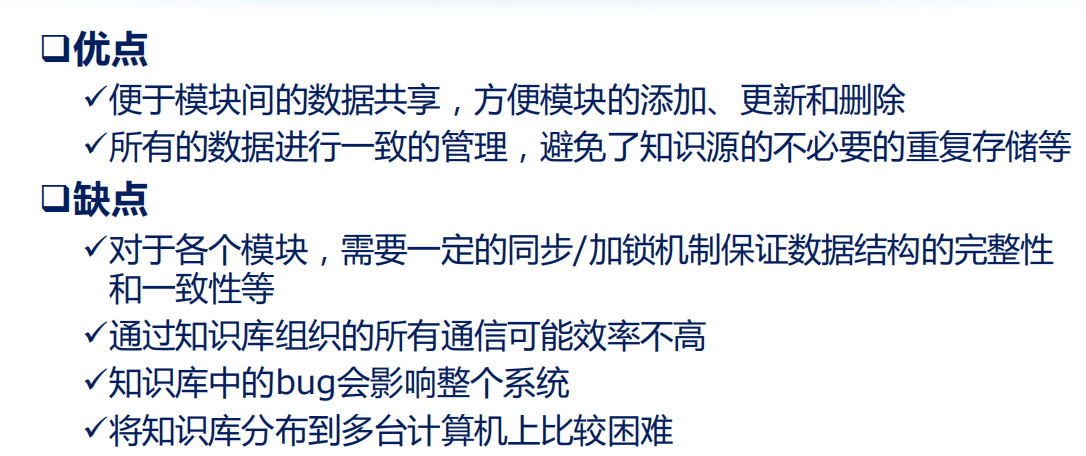 ❑优点
✓便于模块间的数据共享，方便模块的添加、更新和删除
✓所有的数据进行一致的管理，避免了知识源的不必要的重复存储等
❑缺点
✓对于各个模块，需要一定的同步/加锁机制保证数据结构的完整性
和一致性等
✓通过知识库组织的所有通信可能效率不高
✓知识库中的bug会影响整个系统
✓将知识库分布到多台计算机上比较困难